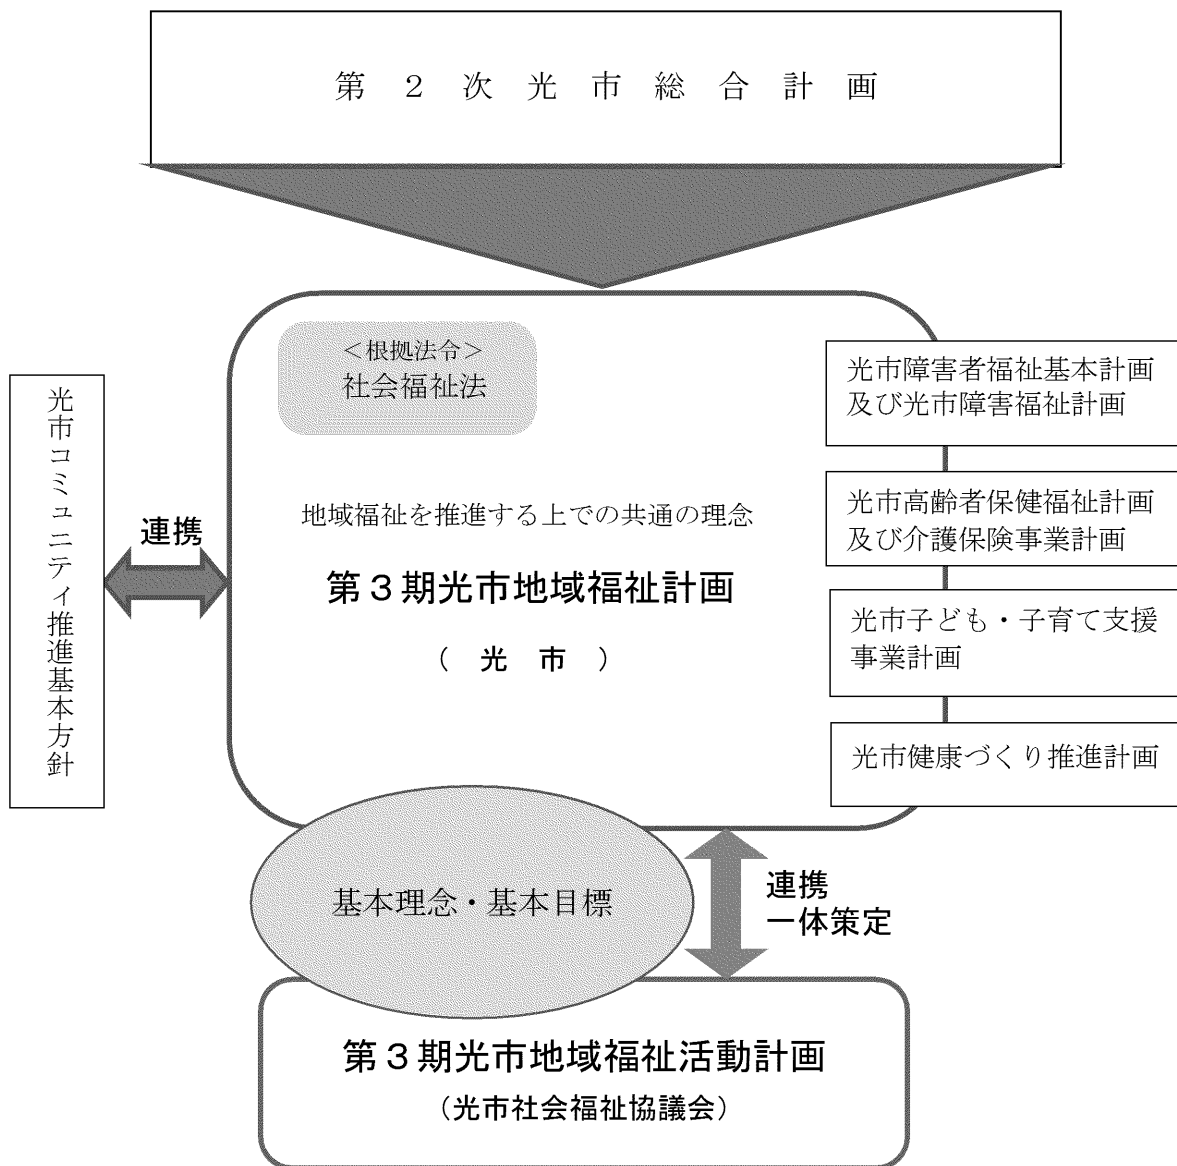 第２次光市総合計画
＜根拠法令＞
社会福祉法
光市障害者福祉基本計画
及び光市障害福祉計画
光市コミュニティ推進基本方針
連携
地域福祉を推進する上での共通の理念
第３期光市地域福祉計画
（光市）
光市高齢者保健福祉計画
及び介護保険事業計画
光市子ども・子育て支援
事業計画
光市健康づくり推進計画
基本理念・基本目標
連携
一体策定
第３期光市地域福祉活動計画
（光市社会福祉協議会）